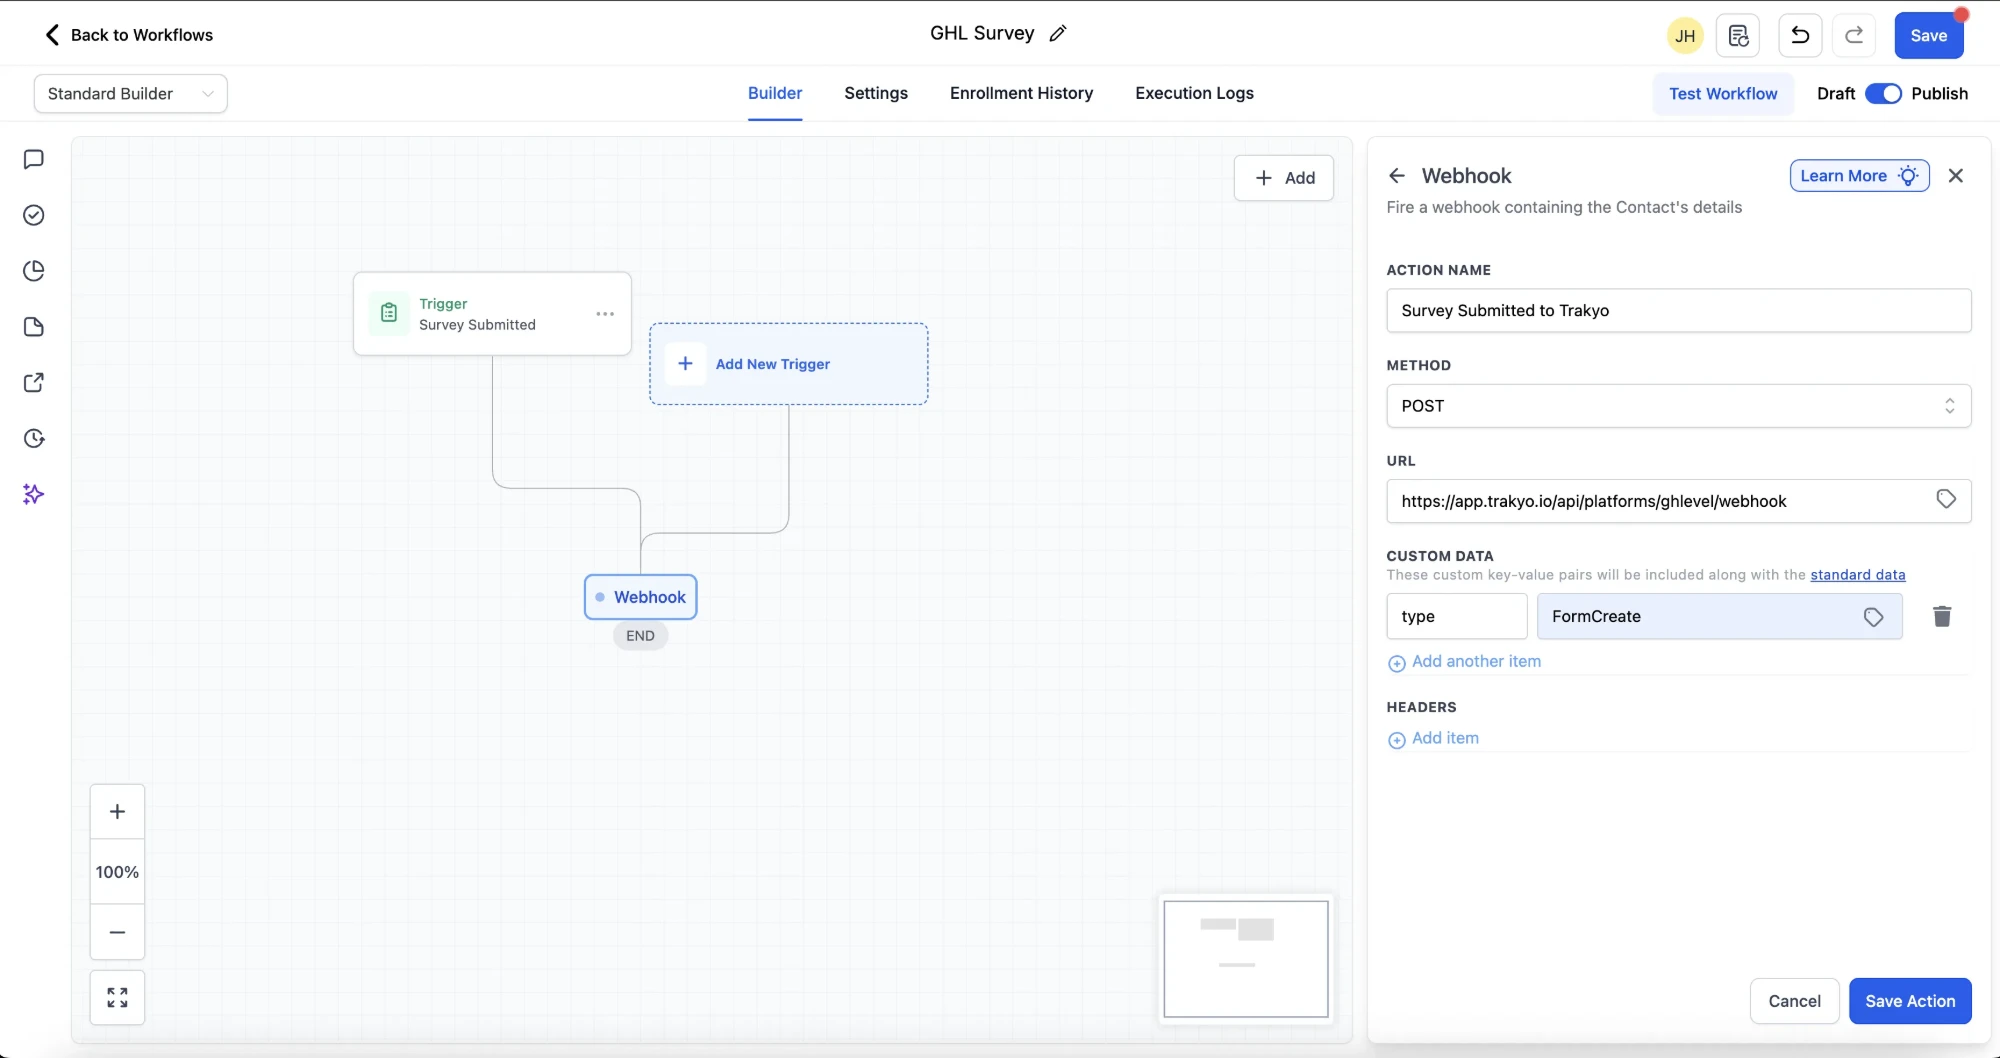 Back to Workflows
GHL Survey
JH
Save
Standard Builder
Builder
Settings
Enrollment History
Execution Logs
Test Workflow
Draft
Publish
Add
Trigger
Survey Submitted
Add New Trigger
Webhook
END
100%
Webhook
Learn More
Fire a webhook containing the Contact's details
ACTION NAME
Survey Submitted to Trakyo
METHOD
POST
URL
https://app.trakyo.io/api/platforms/ghlevel/webhook
CUSTOM DATA
These custom key-value pairs will be included along with the standard data
type
FormCreate
Add another item
HEADERS
Add item
Cancel
Save Action